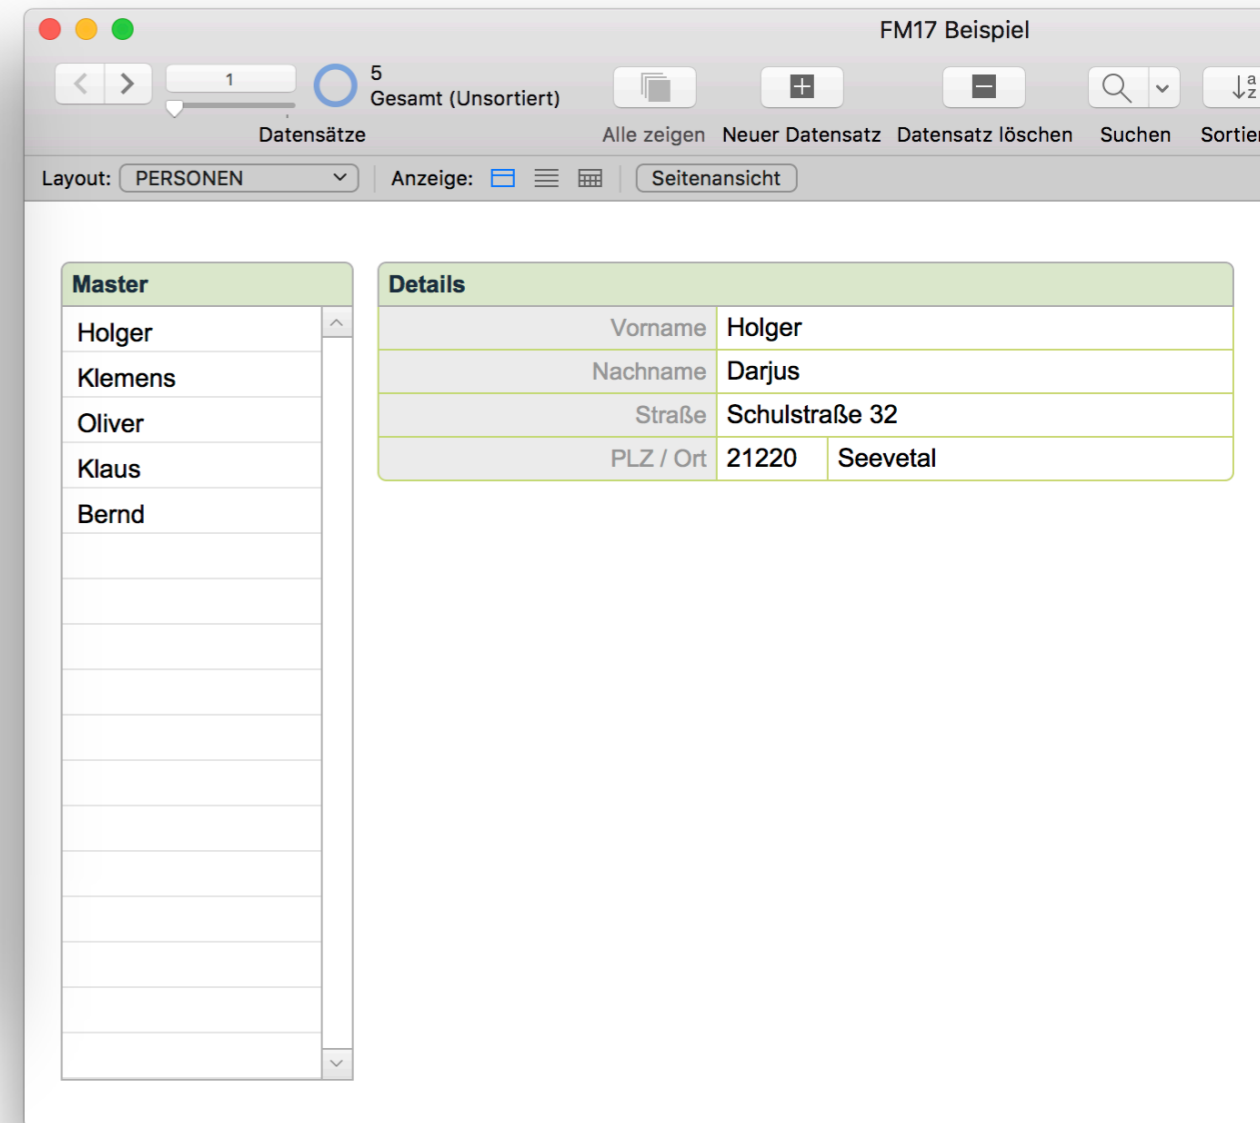 FM17 Beispiel
1
5
Gesamt (Unsortiert)
Datensätze
Alle zeigen
Neuer Datensatz
Datensatz löschen
Suchen
a
z
Sortier
Layout: PERSONEN
Anzeige:
Seitenansicht
Master
Holger
Klemens
Oliver
Klaus
Bernd
Details
Vorname Holger
Nachname Darjus
Straße Schulstraße 32
PLZ / Ort 21220 Seevetal